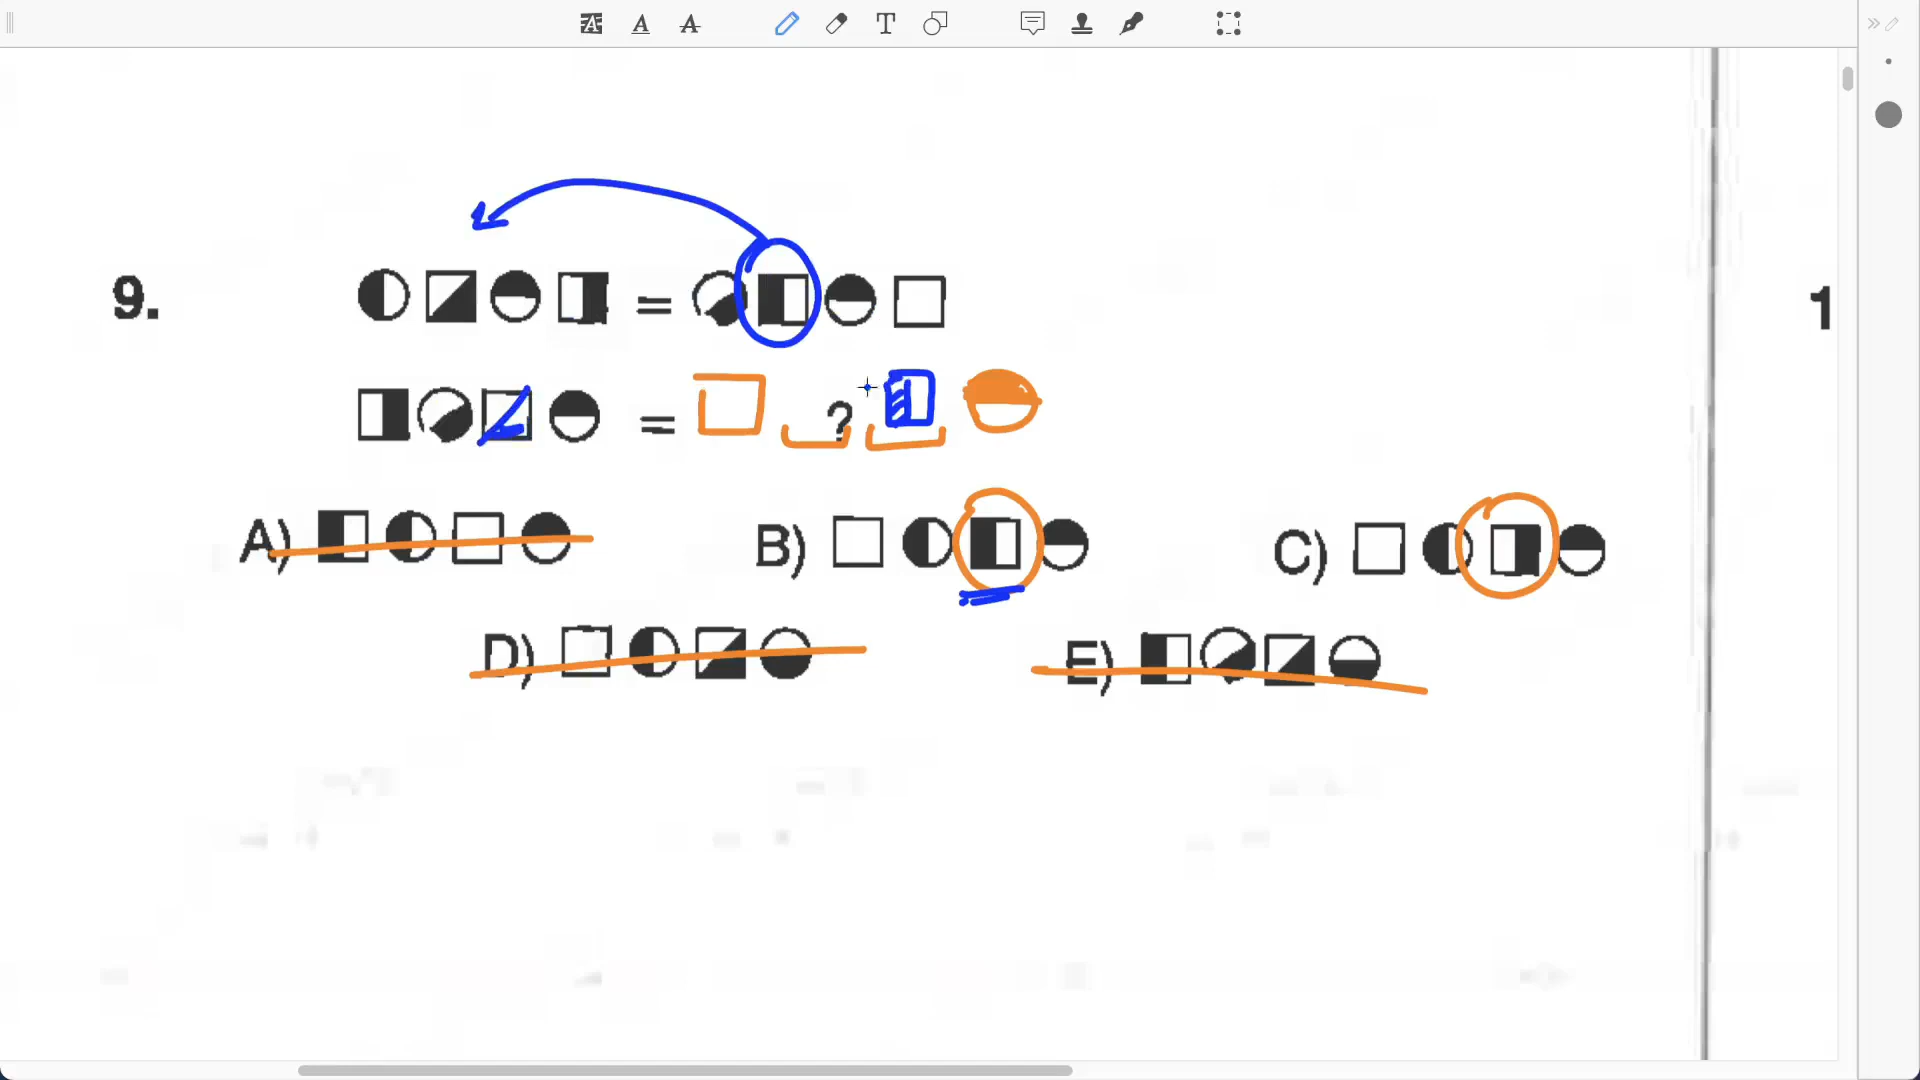 9.
=
1
= ?
A) B) C)
D) E)